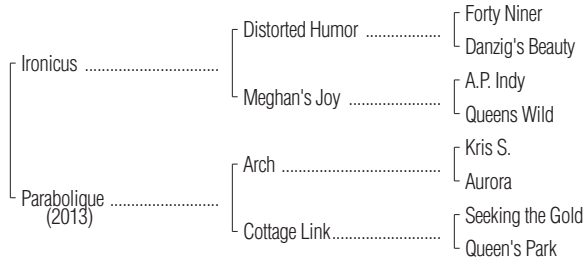 Forty Niner
Distorted Humor ..................
Danzig's Beauty
Ironicus ................................
A.P. Indy
Meghan's Joy ......................
Queens Wild
Kris S.
Arch ......................................
Aurora
Parabolique ..........................
(2013)
Seeking the Gold
Cottage Link..........................
Queen's Park